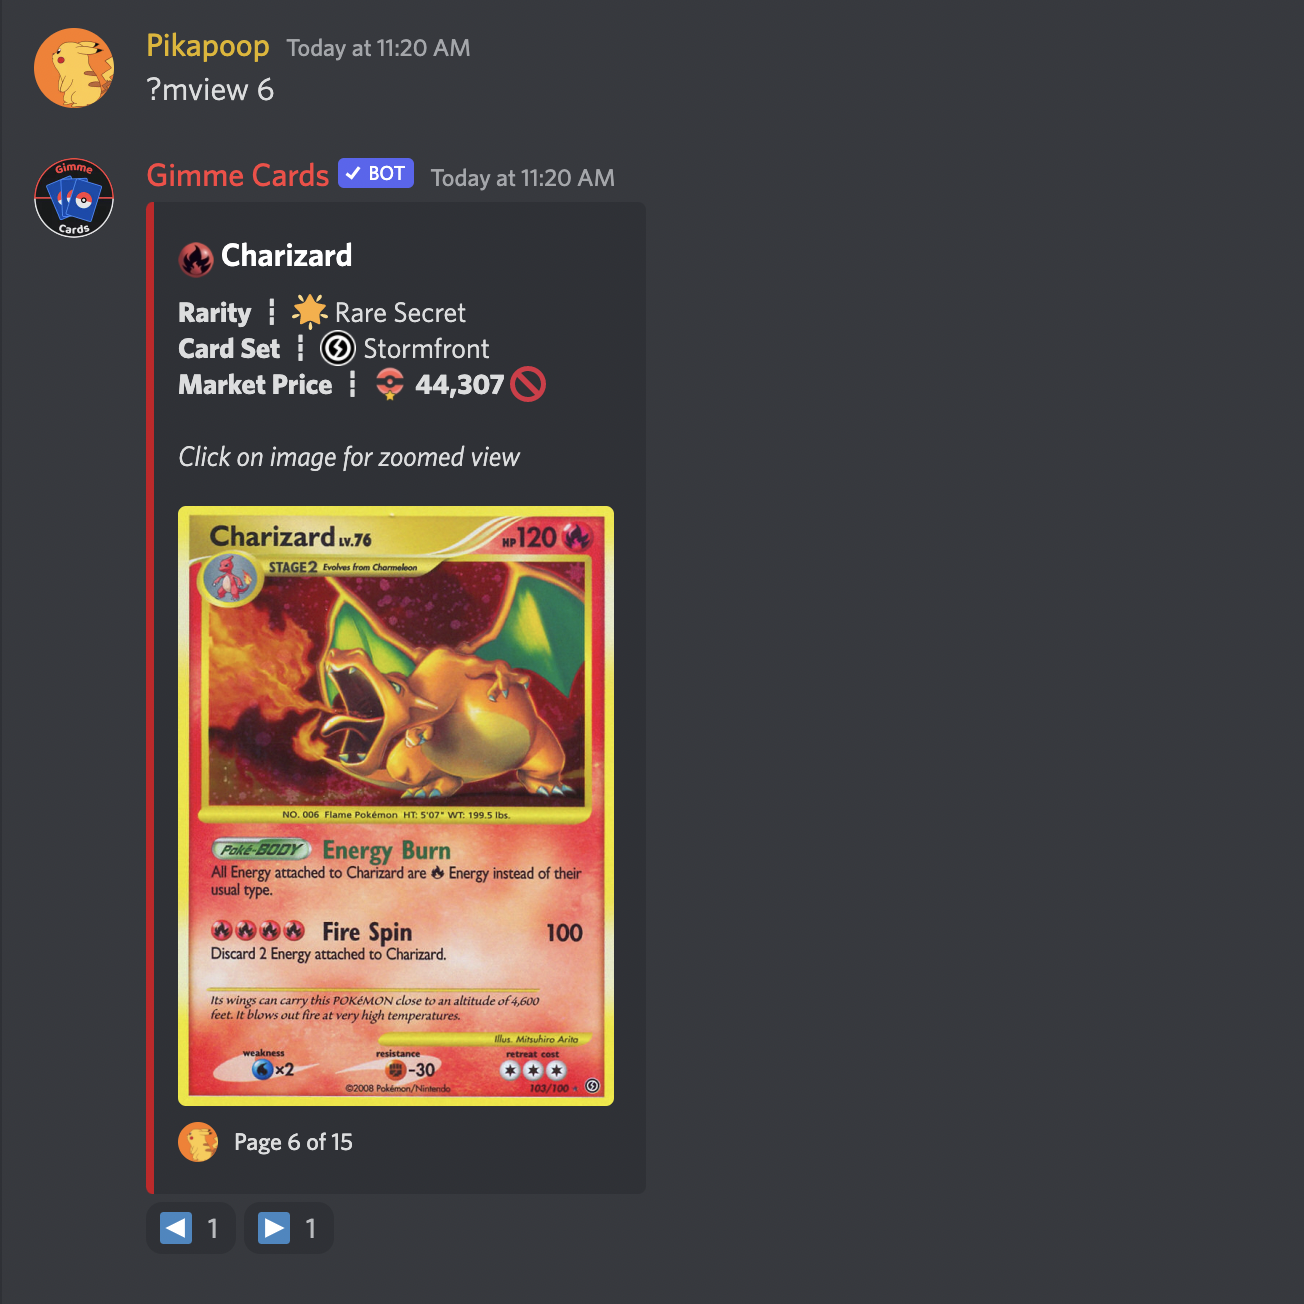 Pikapoop Today at 11:20 AM
?mview 6
Gimme
Cards
Gimme Cards BOT Today at 11:20 AM
Charizard
Rarity ┊ Rare Secret
Card Set ┊ Stormfront
Market Price ┊ 44,307
Click on image for zoomed view
Charizard LV.76 HP 120
STAGE 2 Evolves from Charmeleon
NO. 006 Flame Pokémon HT: 5'07" WT: 199.5 lbs.
Poké-BODY Energy Burn
All Energy attached to Charizard are Energy instead of their
usual type.
Fire Spin 100
Discard 2 Energy attached to Charizard.
Its wings can carry this POKéMON close to an altitude of 4,600
feet. It blows out fire at very high temperatures.
Illus. Mitsuhiro Arita
weakness resistance retreat cost
×2 -30
©2008 Pokémon/Nintendo 103/100
Page 6 of 15
1 1